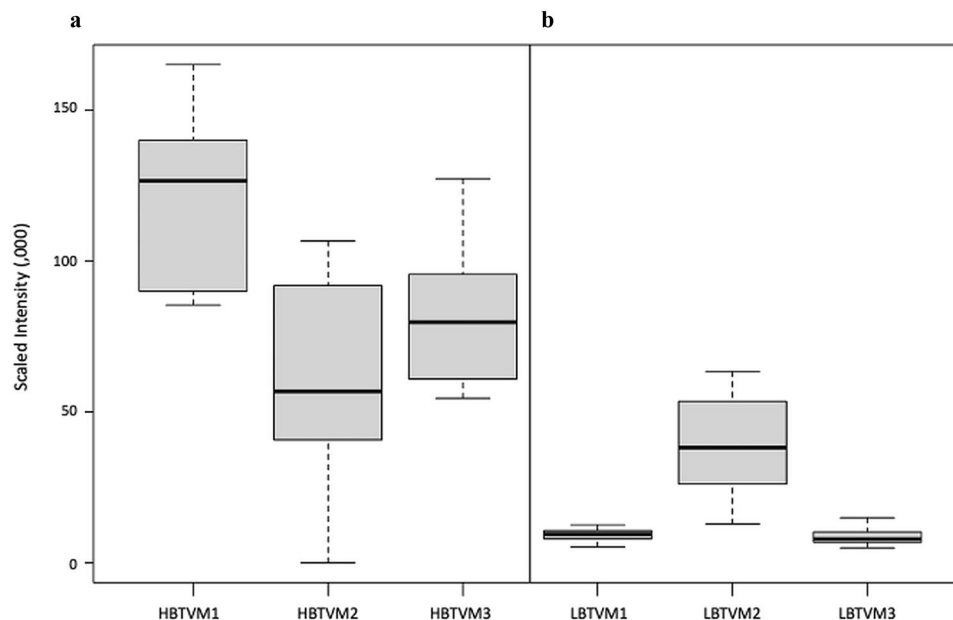 a b
150
100
50
0
Scaled Intensity (,000)
HBTVM1 HBTVM2 HBTVM3 LBTVM1 LBTVM2 LBTVM3